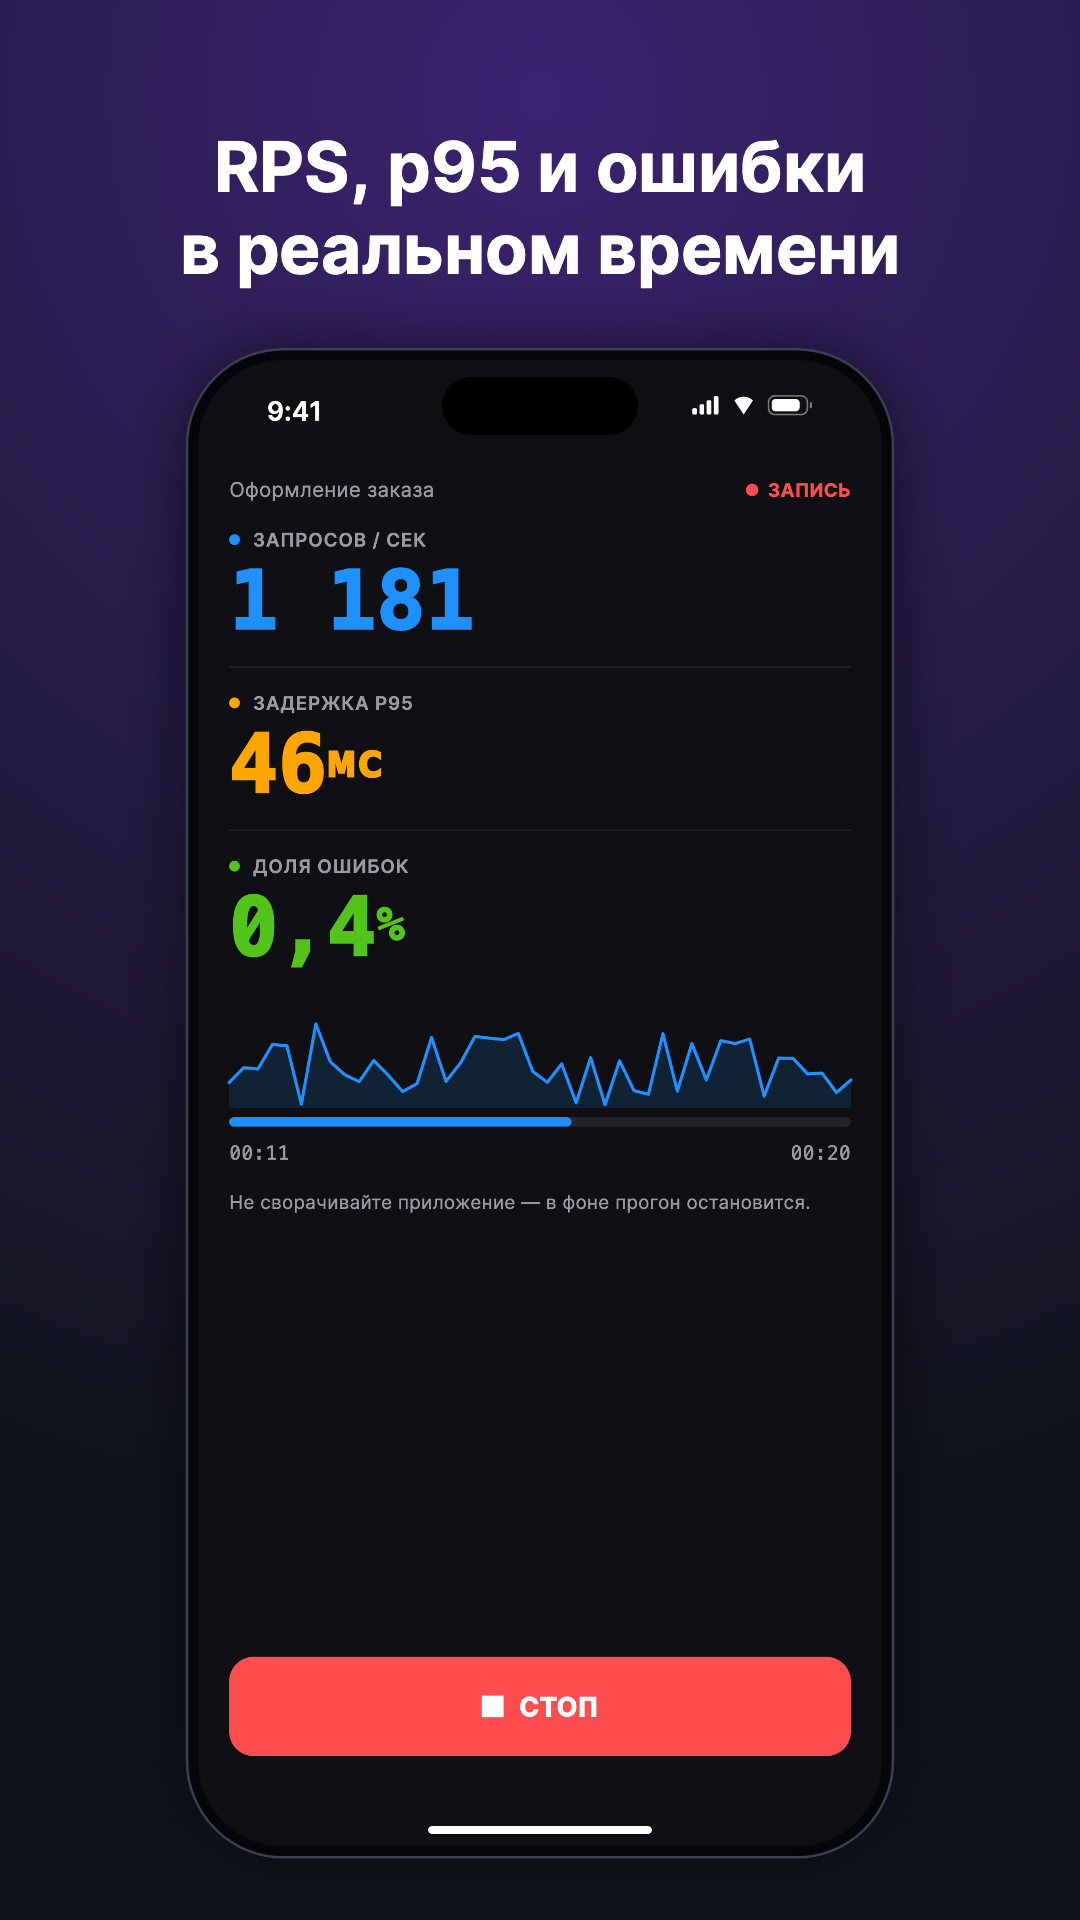 RPS, p95 и ошибки
в реальном времени
9:41
Оформление заказа
ЗАПИСЬ
ЗАПРОСОВ / СЕК
1 181
ЗАДЕРЖКА P95
46мс
ДОЛЯ ОШИБОК
0,4%
00:11
00:20
Не сворачивайте приложение — в фоне прогон остановится.
СТОП